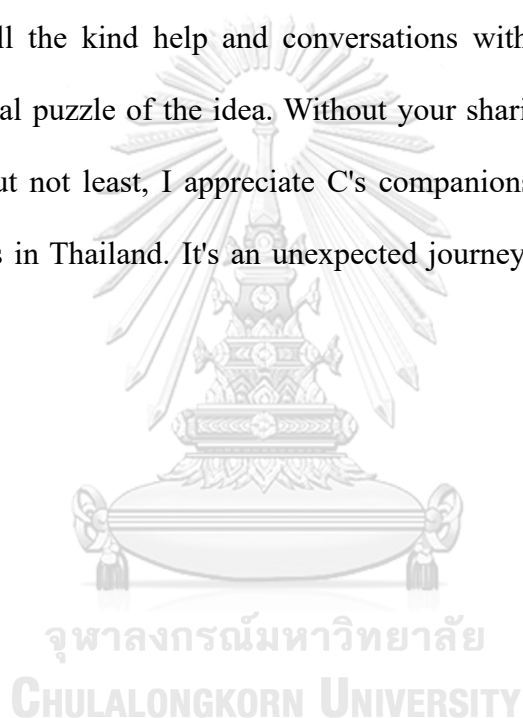 ll the kind help and conversations with
al puzzle of the idea. Without your shari
ut not least, I appreciate C's companions
s in Thailand. It's an unexpected journey
จุฬาลงกรณ์มหาวิทยาลัย
CHULALONGKORN UNIVERSITY